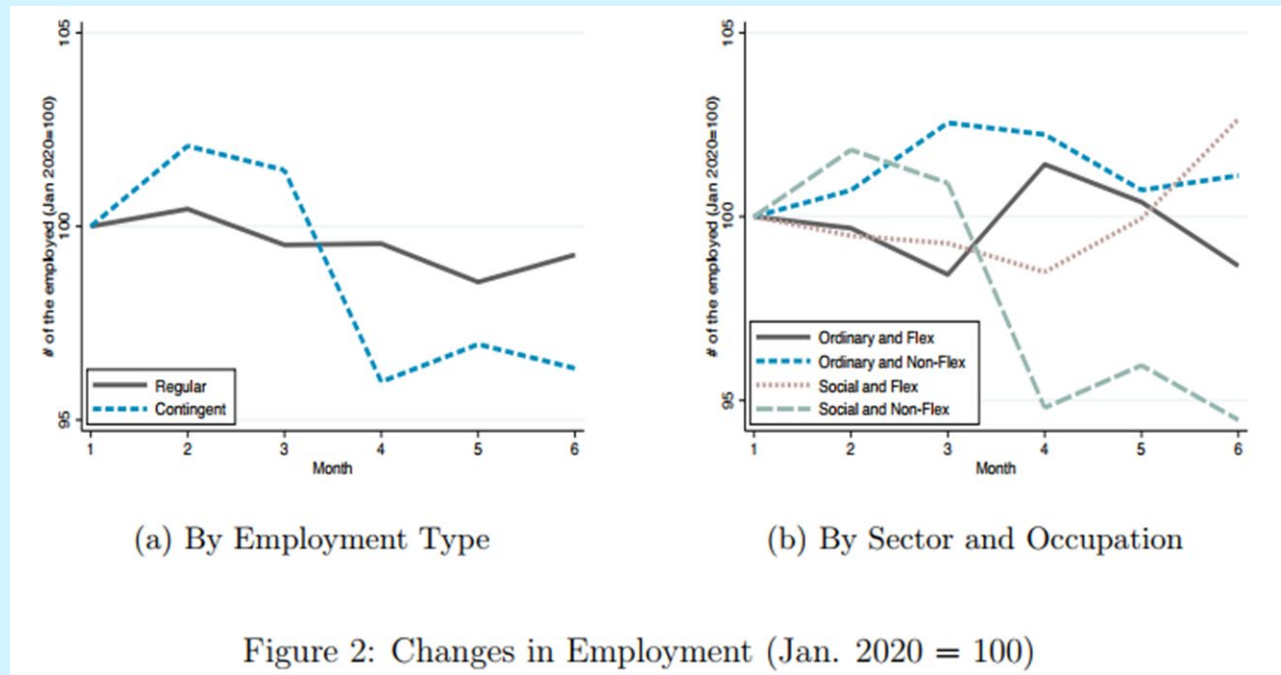 105
100
95
# of the employed (Jan 2020=100)
Regular
Contingent
1 2 3 4 5 6
Month
(a) By Employment Type
105
100
95
# of the employed (Jan 2020=100)
Ordinary and Flex
Ordinary and Non-Flex
Social and Flex
Social and Non-Flex
1 2 3 4 5 6
Month
(b) By Sector and Occupation
Figure 2: Changes in Employment (Jan. 2020 = 100)